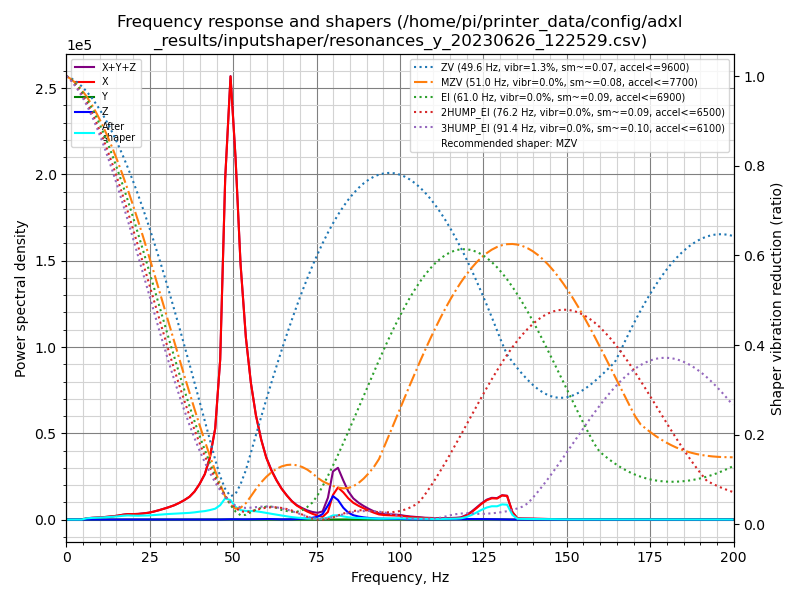 Frequency response and shapers (/home/pi/printer_data/config/adxl
_results/inputshaper/resonances_y_20230626_122529.csv)
1e5
X+Y+Z
X
Y
Z
After
shaper
ZV (49.6 Hz, vibr=1.3%, sm~=0.07, accel<=9600)
MZV (51.0 Hz, vibr=0.0%, sm~=0.08, accel<=7700)
EI (61.0 Hz, vibr=0.0%, sm~=0.09, accel<=6900)
2HUMP_EI (76.2 Hz, vibr=0.0%, sm~=0.09, accel<=6500)
3HUMP_EI (91.4 Hz, vibr=0.0%, sm~=0.10, accel<=6100)
Recommended shaper: MZV
Power spectral density
2.5
2.0
1.5
1.0
0.5
0.0
Shaper vibration reduction (ratio)
1.0
0.8
0.6
0.4
0.2
0.0
0 25 50 75 100 125 150 175 200
Frequency, Hz